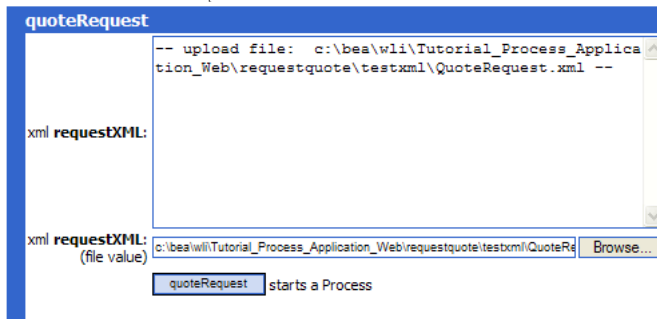 quoteRequest
-- upload file:  c:\bea\wli\Tutorial_Process_Applica
tion_Web\requestquote\testxml\QuoteRequest.xml --
xml requestXML:
xml requestXML:
(file value)
c:\bea\wli\Tutorial_Process_Application_Web\requestquote\testxml\QuoteRe
Browse...
quoteRequest starts a Process